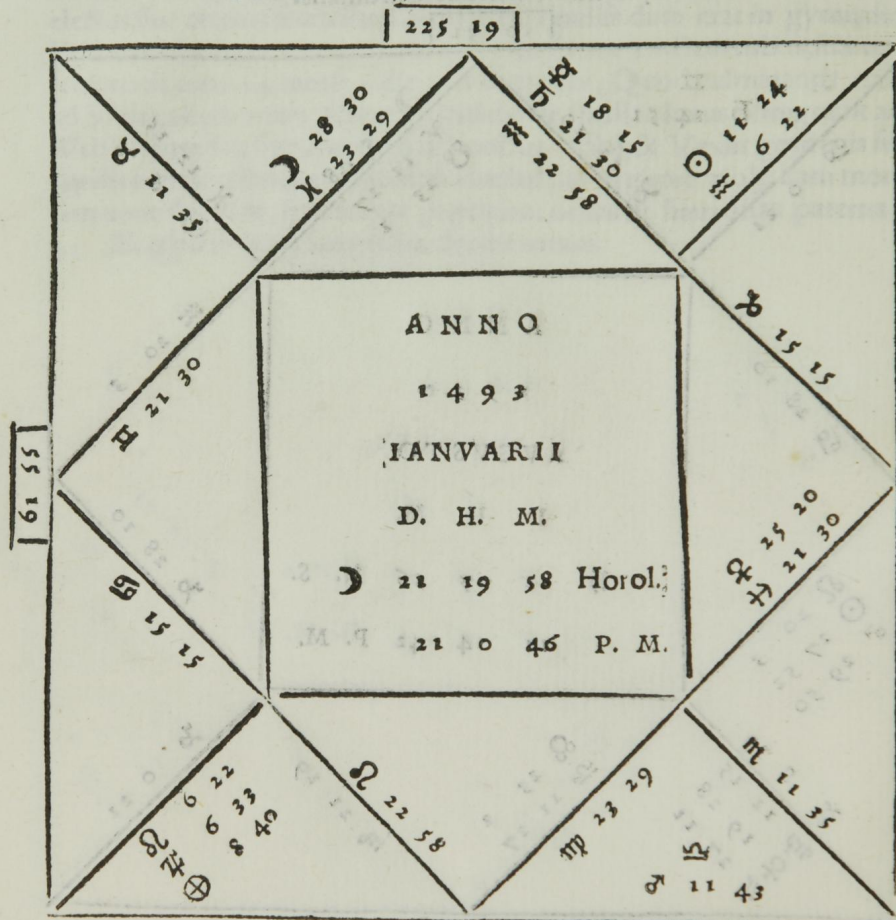 225 19
♉ 11 35
☽ 28 30
♓ 23 29
☿ 18 15
♄ 21 30
♒ 22 58
☉ 11 24
♒ 6 22
♑ 15 15
♊ 21 30
61 55
ANNO
1493
IANVARII
D. H. M.
☽ 21 19 58 Horol.
21 0 46 P. M.
♀ 25 20
♐ 21 30
♋ 15 15
♌ 6 22
♃ 6 33
⊕ 8 40
♌ 22 58
♍ 23 29
♎
♂ 11 43
♏ 11 35